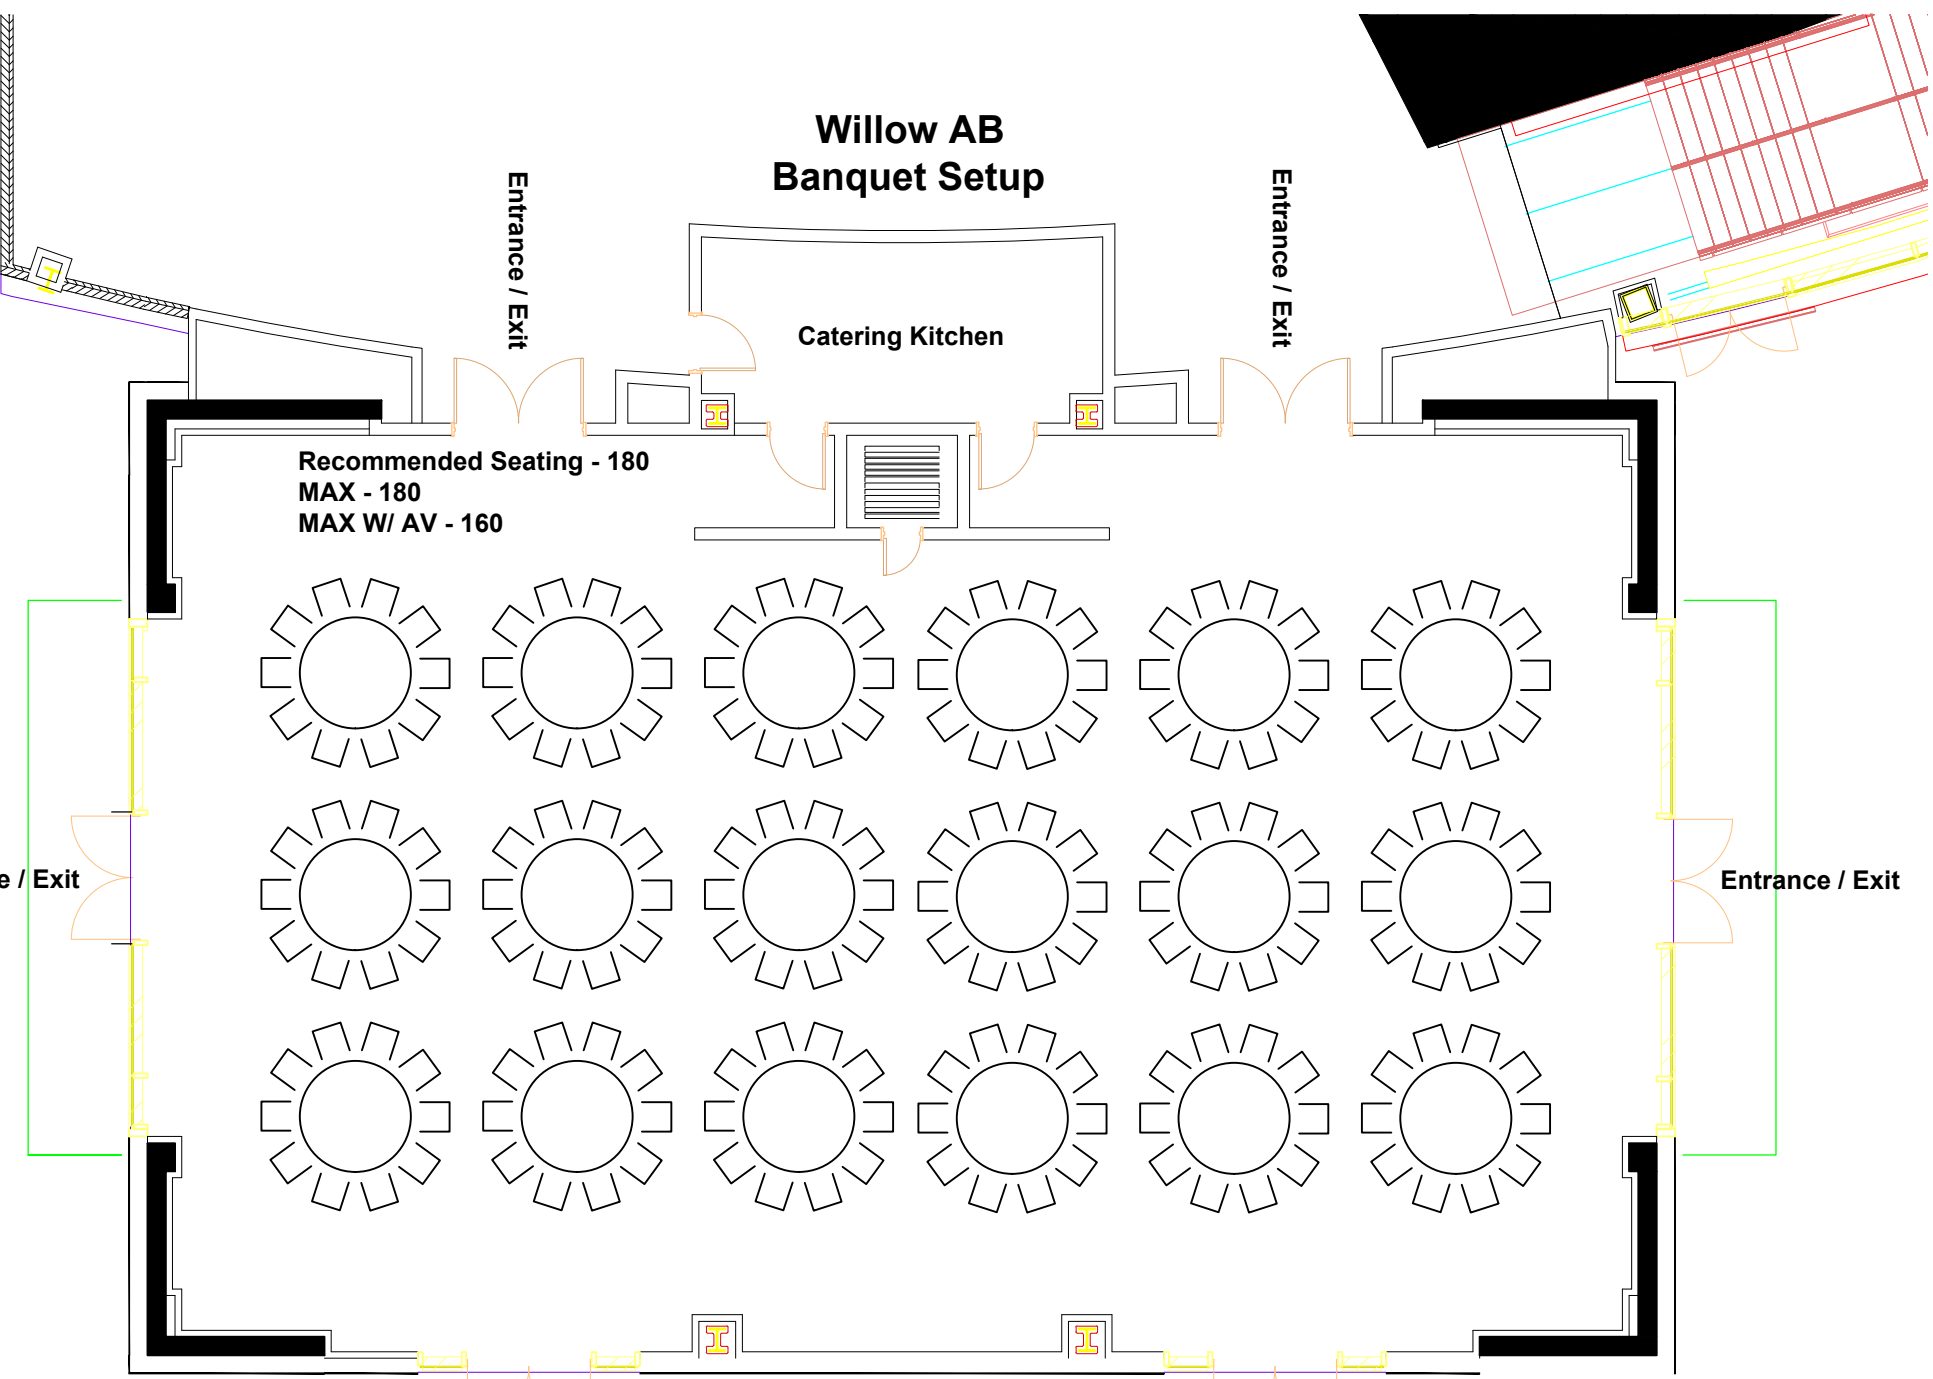 Willow AB
Banquet Setup
Entrance / Exit
Entrance / Exit
Catering Kitchen
Recommended Seating - 180
MAX - 180
MAX W/ AV - 160
e / Exit
Entrance / Exit